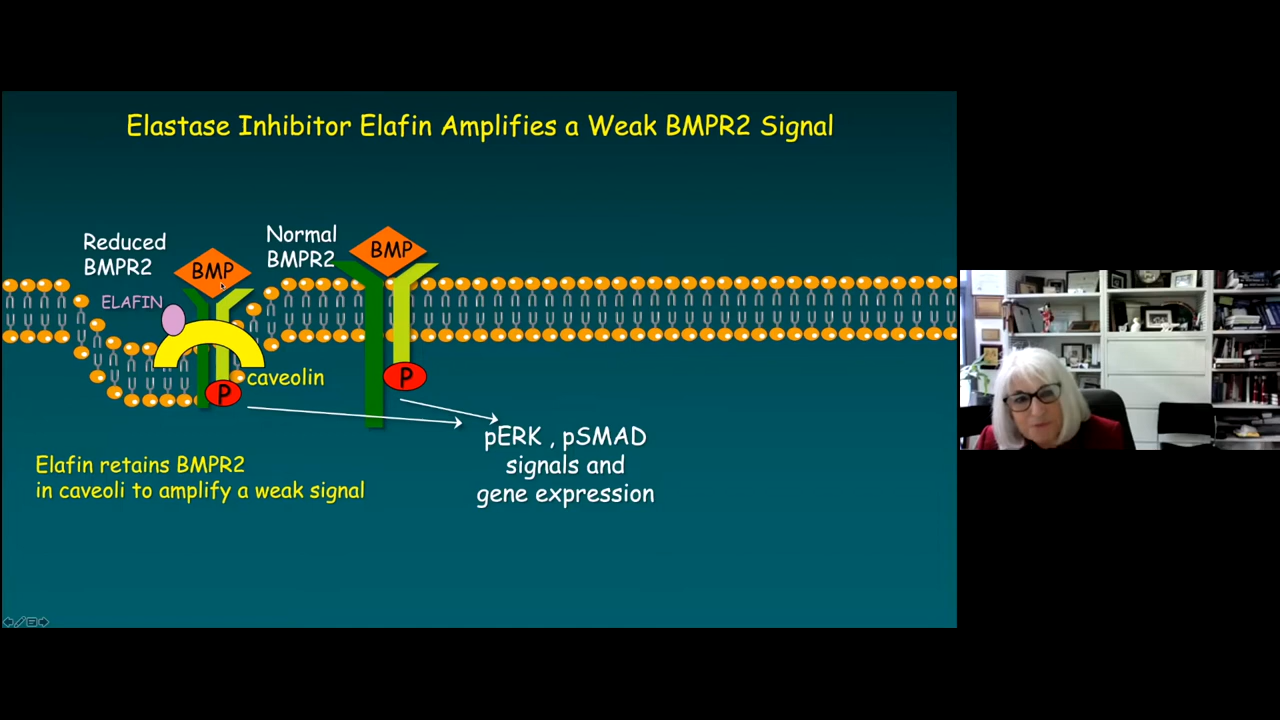 Elastase Inhibitor Elafin Amplifies a Weak BMPR2 Signal
Reduced
BMPR2
Normal
BMPR2
BMP
BMP
ELAFIN
caveolin
P
P
pERK , pSMAD
signals and
gene expression
Elafin retains BMPR2
in caveoli to amplify a weak signal